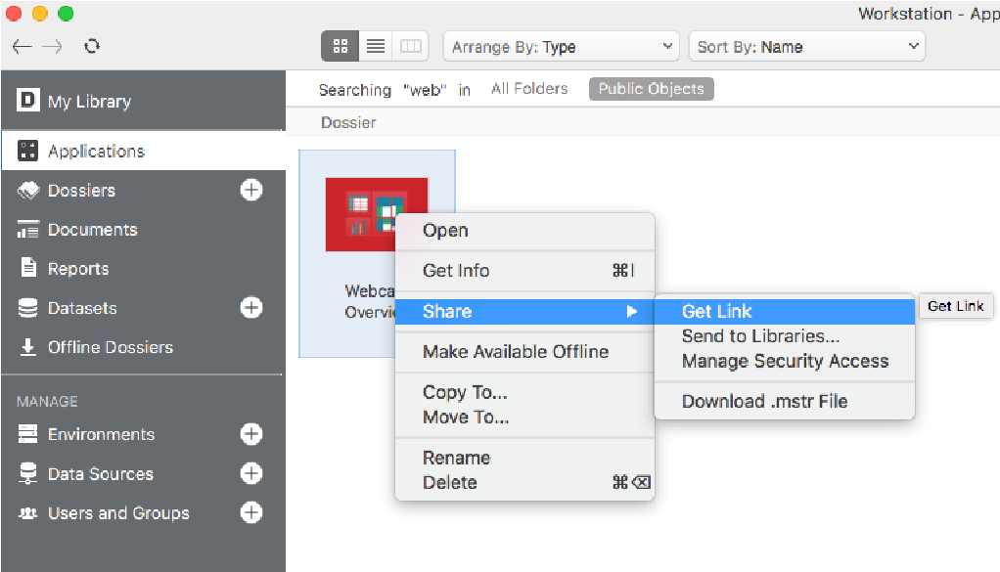 Workstation - App
Arrange By: Type
Sort By: Name
D My Library
Applications
Dossiers
Documents
Reports
Datasets
Offline Dossiers
MANAGE
Environments
Data Sources
Users and Groups
Searching "web" in All Folders Public Objects
Dossier
Webca
Overvie
Open
Get Info ⌘I
Share
Make Available Offline
Copy To...
Move To...
Rename
Delete ⌘⌫
Get Link
Send to Libraries...
Manage Security Access
Download .mstr File
Get Link